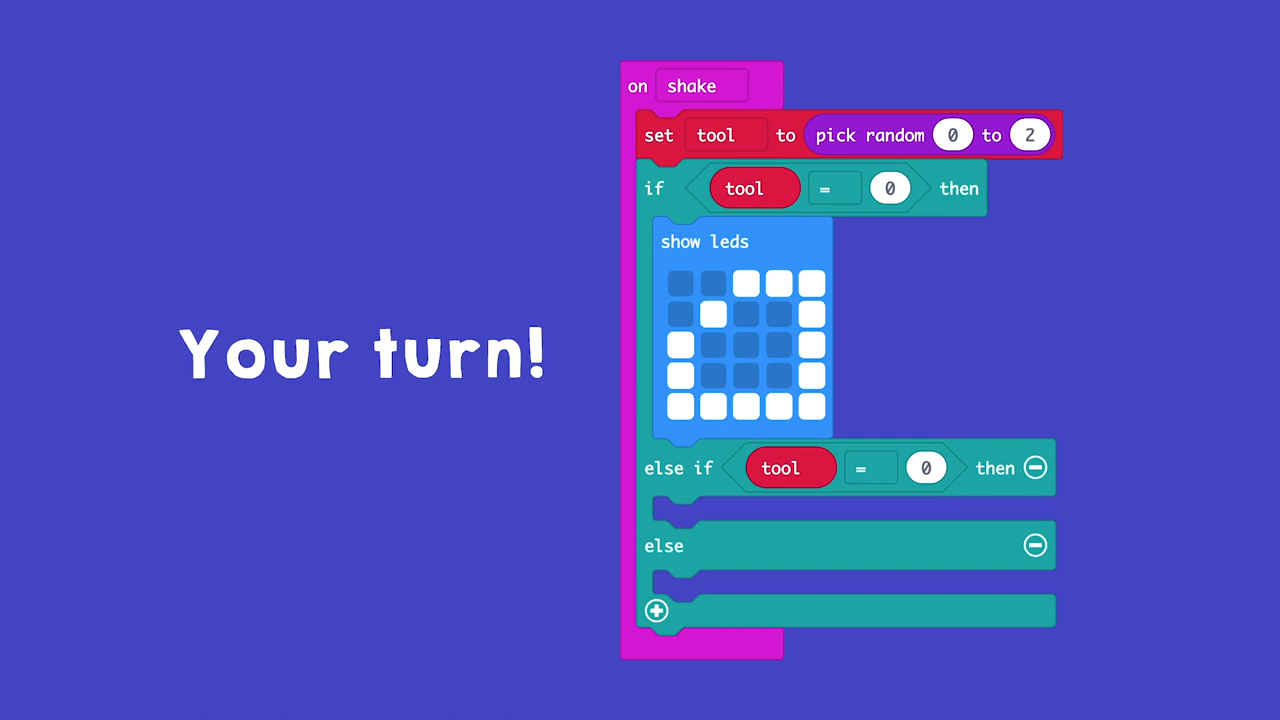 Your turn!
on shake
set tool to pick random 0 to 2
if tool = 0 then
show leds
else if tool = 0 then
else